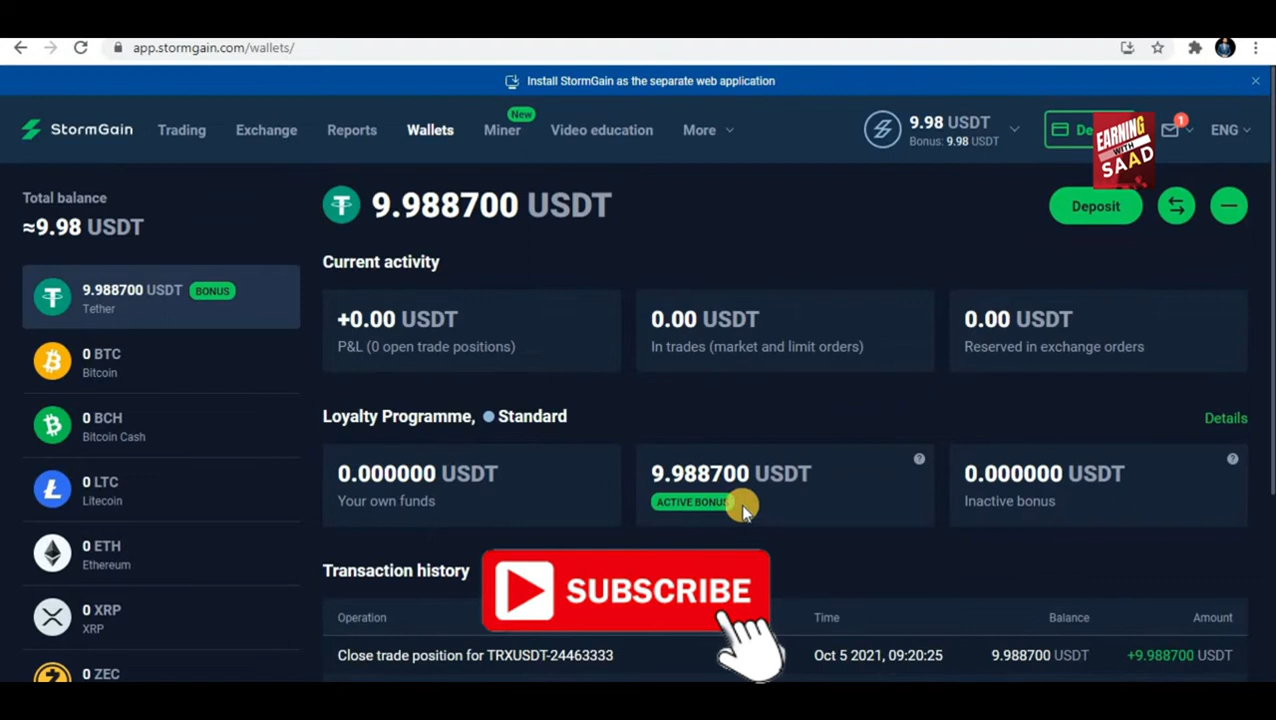 app.stormgain.com/wallets/
Install StormGain as the separate web application
StormGain
Trading
Exchange
Reports
Wallets
New
Miner
Video education
More
9.98 USDT
Bonus: 9.98 USDT
De
EARNING
WITH
SAAD
1
ENG
Total balance
≈9.98 USDT
9.988700 USDT BONUS
Tether
0 BTC
Bitcoin
0 BCH
Bitcoin Cash
0 LTC
Litecoin
0 ETH
Ethereum
0 XRP
XRP
0 ZEC
9.988700 USDT
Deposit
Current activity
+0.00 USDT
P&L (0 open trade positions)
0.00 USDT
In trades (market and limit orders)
0.00 USDT
Reserved in exchange orders
Loyalty Programme, Standard
Details
0.000000 USDT
Your own funds
9.988700 USDT
ACTIVE BONUS
0.000000 USDT
Inactive bonus
Transaction history
SUBSCRIBE
Operation Time Balance Amount
Close trade position for TRXUSDT-24463333 Oct 5 2021, 09:20:25 9.988700 USDT +9.988700 USDT